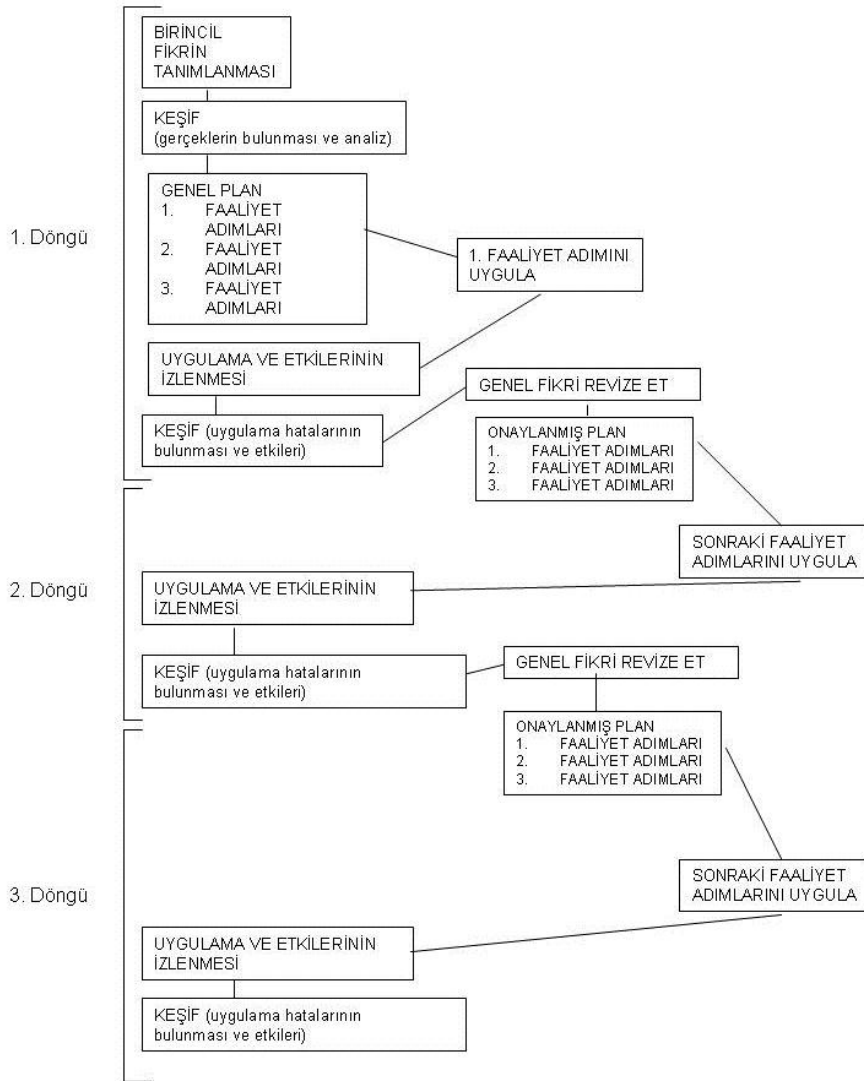 BİRİNCİL
FİKRİN
TANIMLANMASI
KEŞİF
(gerçeklerin bulunması ve analiz)
1. Döngü
GENEL PLAN
1. FAALİYET
ADIMLARI
2. FAALİYET
ADIMLARI
3. FAALİYET
ADIMLARI
1. FAALİYET ADIMINI
UYGULA
UYGULAMA VE ETKİLERİNİN
İZLENMESİ
KEŞİF (uygulama hatalarının
bulunması ve etkileri)
GENEL FİKRİ REVİZE ET
ONAYLANMIŞ PLAN
1. FAALİYET ADIMLARI
2. FAALİYET ADIMLARI
3. FAALİYET ADIMLARI
SONRAKİ FAALİYET
ADIMLARINI UYGULA
2. Döngü
UYGULAMA VE ETKİLERİNİN
İZLENMESİ
KEŞİF (uygulama hatalarının
bulunması ve etkileri)
GENEL FİKRİ REVİZE ET
ONAYLANMIŞ PLAN
1. FAALİYET ADIMLARI
2. FAALİYET ADIMLARI
3. FAALİYET ADIMLARI
SONRAKİ FAALİYET
ADIMLARINI UYGULA
3. Döngü
UYGULAMA VE ETKİLERİNİN
İZLENMESİ
KEŞİF (uygulama hatalarının
bulunması ve etkileri)